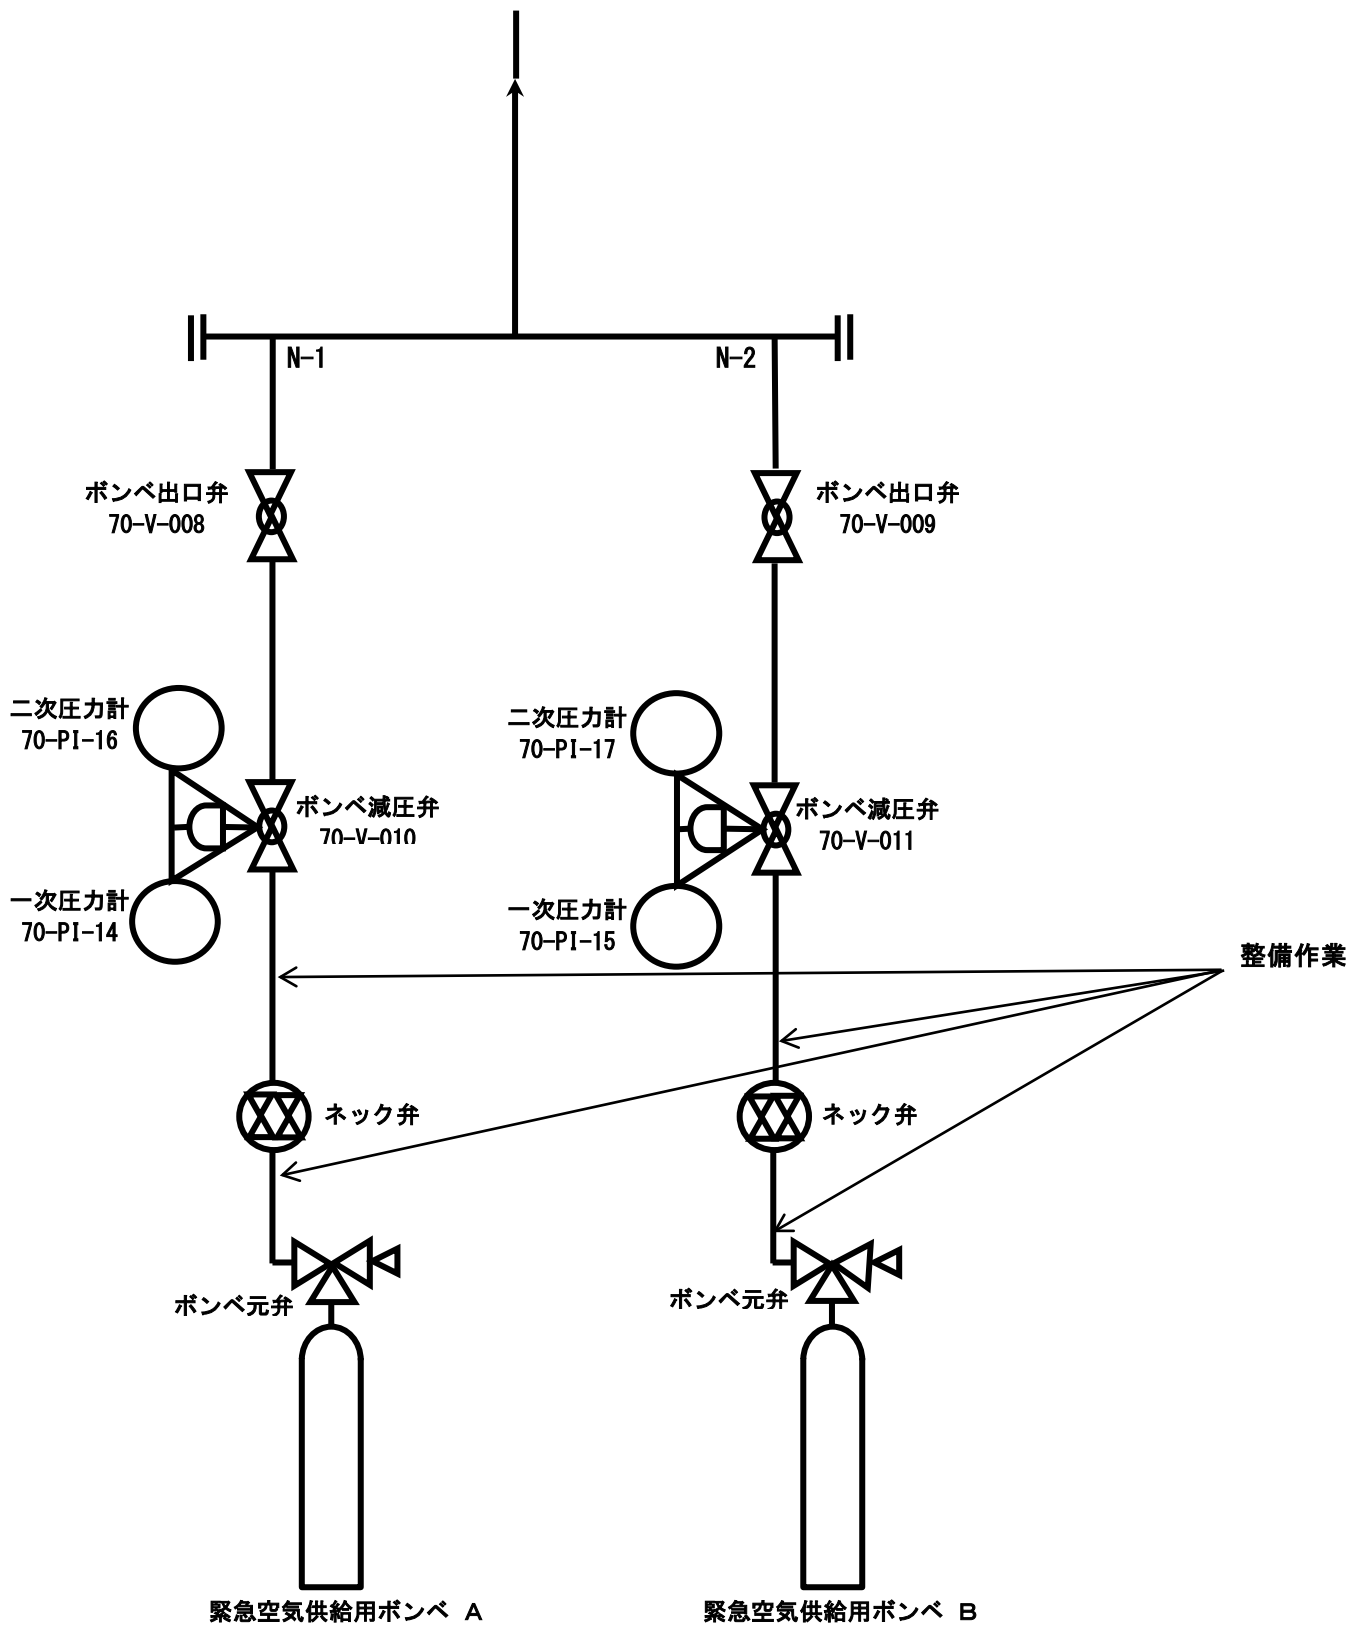 N-1
N-2
ボンベ出口弁
70-V-008
ボンベ出口弁
70-V-009
二次圧力計
70-PI-16
二次圧力計
70-PI-17
ボンベ減圧弁
70-V-010
ボンベ減圧弁
70-V-011
一次圧力計
70-PI-14
一次圧力計
70-PI-15
整備作業
ネック弁
ネック弁
ボンベ元弁
ボンベ元弁
緊急空気供給用ボンベ A
緊急空気供給用ボンベ B